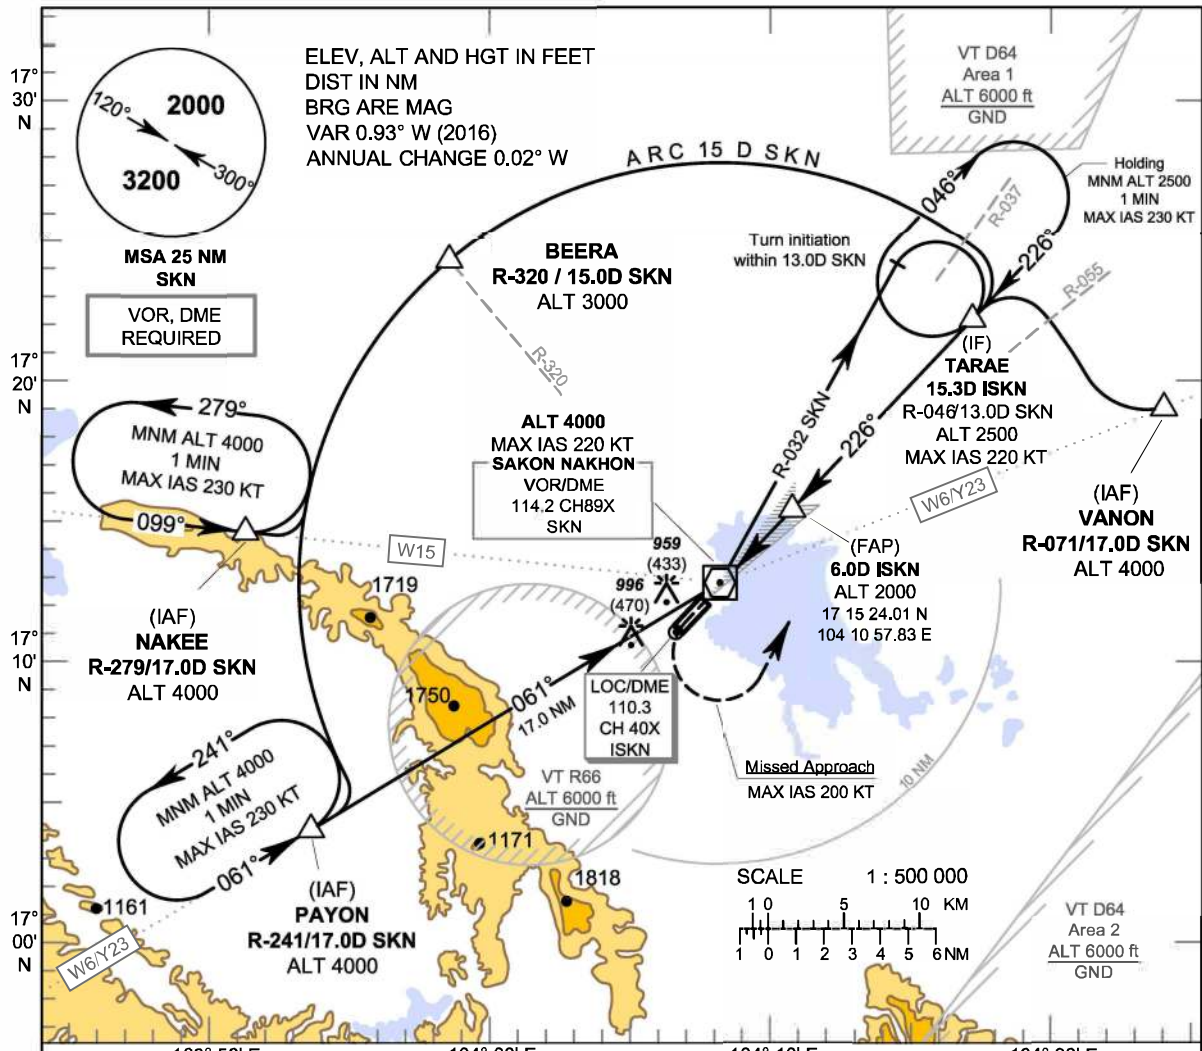 ELEV, ALT AND HGT IN FEET
DIST IN NM
BRG ARE MAG
VAR 0.93° W (2016)
ANNUAL CHANGE 0.02° W
17°
30'
N
120°
2000
3200
300°
MSA 25 NM
SKN
VOR, DME
REQUIRED
ARC 15 D SKN
VT D64
Area 1
ALT 6000 ft
GND
Holding
MNM ALT 2500
1 MIN
MAX IAS 230 KT
046°
R-037
226°
R-055
Turn initiation
within 13.0D SKN
BEERA
R-320 / 15.0D SKN
ALT 3000
R-320
17°
20'
N
(IF)
TARAE
15.3D ISKN
R-046/13.0D SKN
ALT 2500
MAX IAS 220 KT
279°
MNM ALT 4000
1 MIN
MAX IAS 230 KT
099°
ALT 4000
MAX IAS 220 KT
SAKON NAKHON
VOR/DME
114.2 CH89X
SKN
R-032 SKN
226°
W6/Y23
(IAF)
VANON
R-071/17.0D SKN
ALT 4000
W15
959
(433)
996
(470)
(FAP)
6.0D ISKN
ALT 2000
17 15 24.01 N
104 10 57.83 E
1719
(IAF)
NAKEE
R-279/17.0D SKN
ALT 4000
17°
10'
N
1750
061°
17.0 NM
LOC/DME
110.3
CH 40X
ISKN
241°
MNM ALT 4000
1 MIN
MAX IAS 230 KT
061°
VT R66
ALT 6000 ft
GND
Missed Approach
MAX IAS 200 KT
10 NM
1171
1818
1161
(IAF)
PAYON
R-241/17.0D SKN
ALT 4000
SCALE 1 : 500 000
1 0 5 10 KM
1 0 1 2 3 4 5 6 NM
VT D64
Area 2
ALT 6000 ft
GND
17°
00'
N
W6/Y23